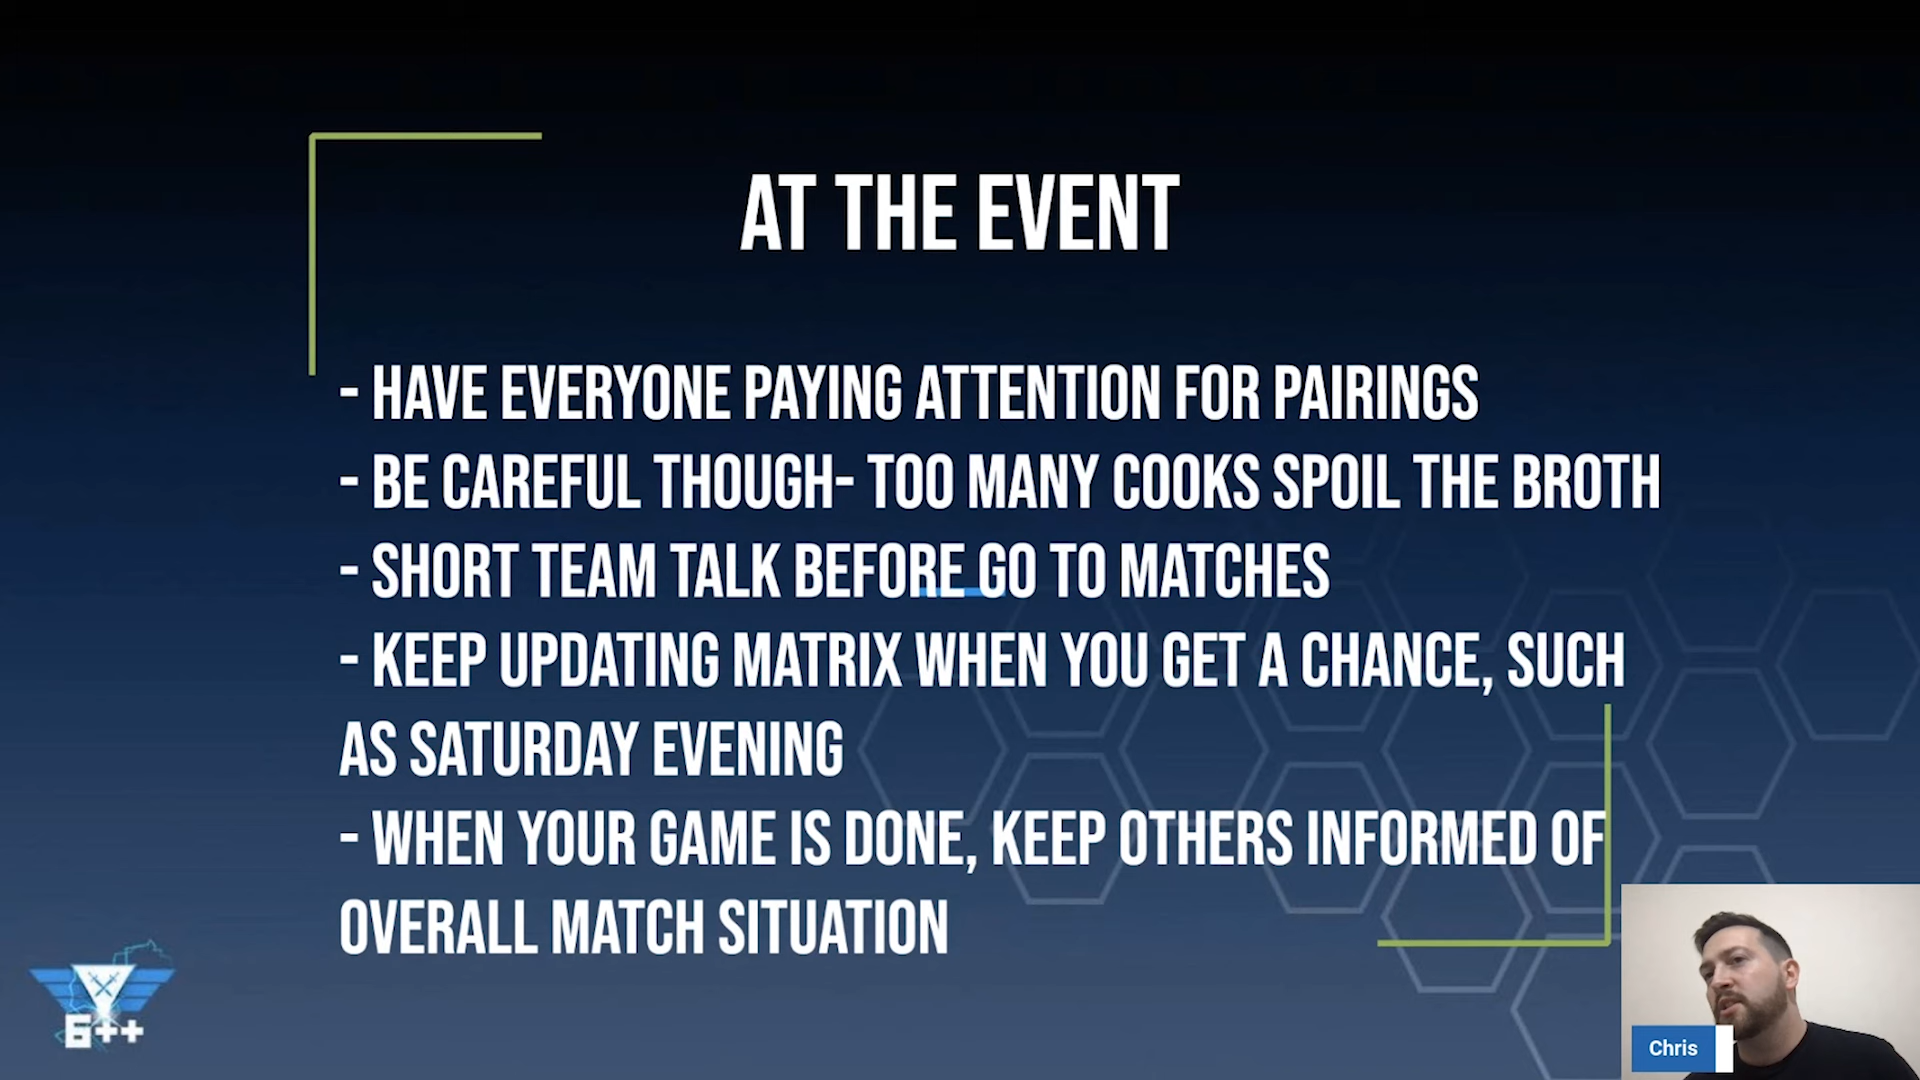 AT THE EVENT
- HAVE EVERYONE PAYING ATTENTION FOR PAIRINGS
- BE CAREFUL THOUGH- TOO MANY COOKS SPOIL THE BROTH
- SHORT TEAM TALK BEFORE GO TO MATCHES
- KEEP UPDATING MATRIX WHEN YOU GET A CHANCE, SUCH
AS SATURDAY EVENING
- WHEN YOUR GAME IS DONE, KEEP OTHERS INFORMED OF
OVERALL MATCH SITUATION
6++
Chris